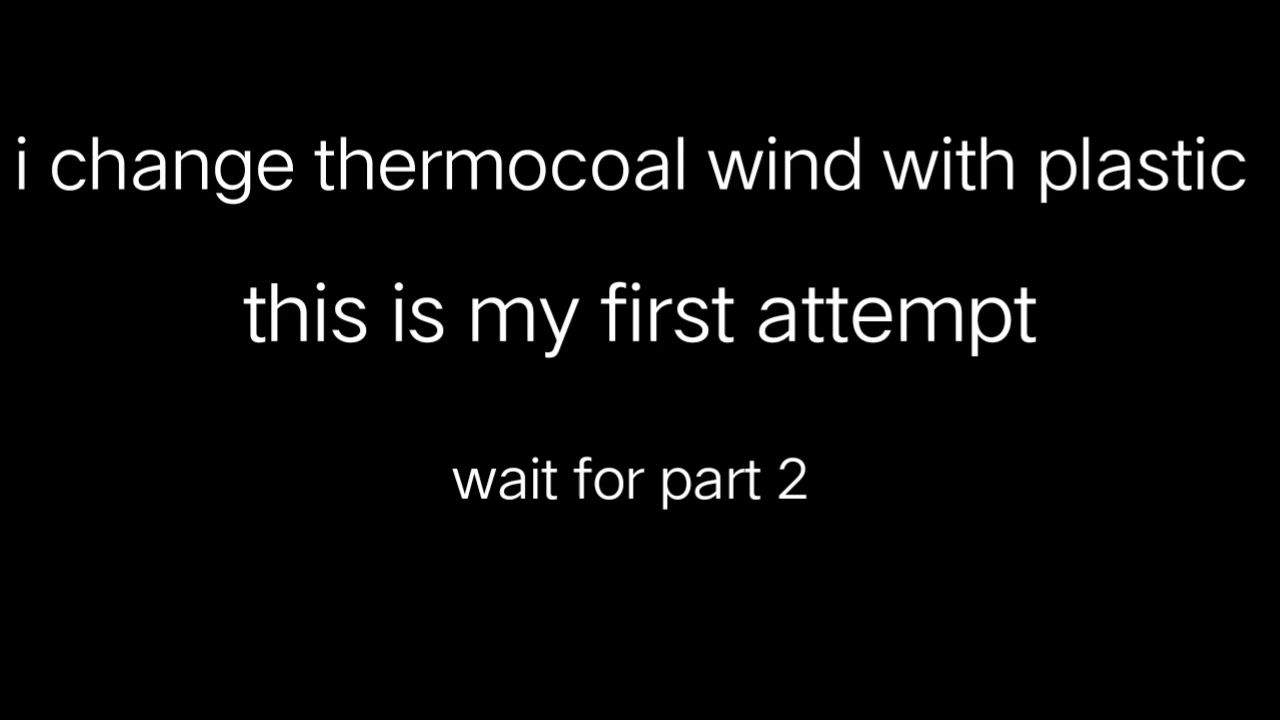 i change thermocoal wind with plastic
this is my first attempt
wait for part 2